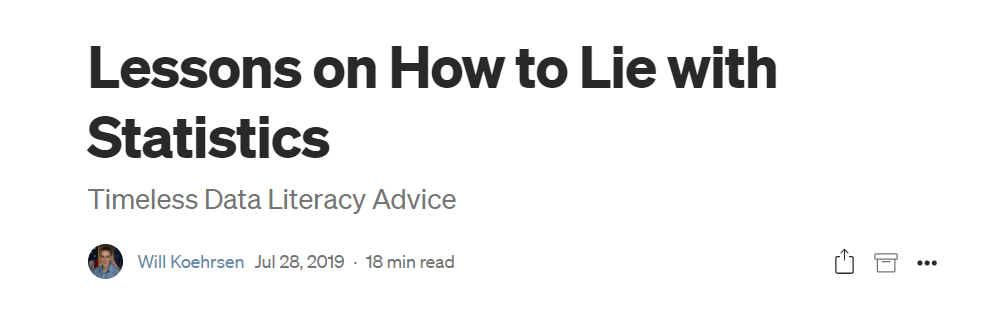 Lessons on How to Lie with
Statistics
Timeless Data Literacy Advice
Will Koehrsen Jul 28, 2019 · 18 min read